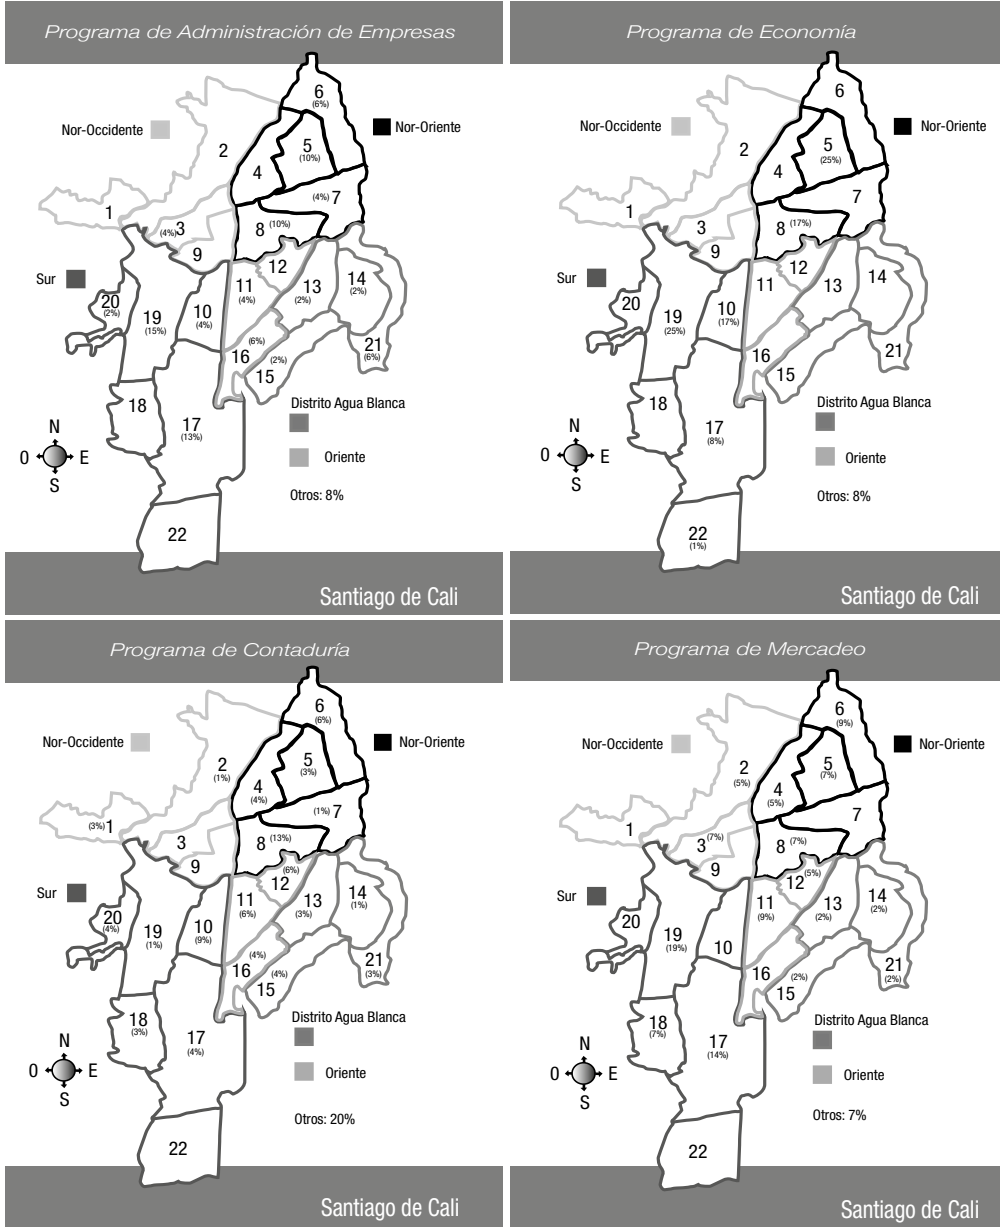 Programa de Administración de Empresas
6
(6%)
Nor-Occidente
Nor-Oriente
2
5
(10%)
4
7
(4%)
1
3
(4%)
8
(10%)
9
12
Sur
11
(4%)
13
(2%)
14
(2%)
20
(2%)
19
(15%)
10
(4%)
16
(6%)
15
(2%)
21
(6%)
18
17
(13%)
Distrito Agua Blanca
N
O
E
S
Oriente
Otros: 8%
22
Santiago de Cali
Programa de Economía
6
Nor-Occidente
Nor-Oriente
2
5
(25%)
4
7
1
3
8
(17%)
9
12
Sur
11
13
14
20
19
(25%)
10
(17%)
16
15
21
18
17
(8%)
Distrito Agua Blanca
N
O
E
S
Oriente
Otros: 8%
22
(1%)
Santiago de Cali
Programa de Contaduría
6
(6%)
Nor-Occidente
Nor-Oriente
2
(1%)
5
(3%)
4
(4%)
7
(1%)
1
(3%)
3
8
(13%)
9
12
(6%)
Sur
11
(6%)
13
(3%)
14
(1%)
20
(4%)
19
(1%)
10
(9%)
16
(4%)
15
(4%)
21
(3%)
18
(3%)
17
(4%)
Distrito Agua Blanca
N
O
E
S
Oriente
Otros: 20%
22
Santiago de Cali
Programa de Mercadeo
6
(9%)
Nor-Occidente
Nor-Oriente
2
(5%)
5
(7%)
4
(5%)
7
1
3
(7%)
8
(7%)
9
12
(5%)
Sur
11
(9%)
13
(2%)
14
(2%)
20
19
(19%)
10
16
15
(2%)
21
(2%)
18
(7%)
17
(14%)
Distrito Agua Blanca
N
O
E
S
Oriente
Otros: 7%
22
Santiago de Cali